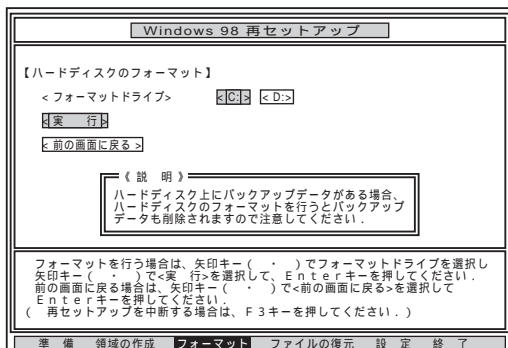 Windows 98 再セットアップ
【ハードディスクのフォーマット】
<フォーマットドライブ> <C:> <D:>
<実 行>
<前の画面に戻る>
《説 明》
ハードディスク上にバックアップデータがある場合、
ハードディスクのフォーマットを行うとバックアップ
データも削除されますので注意してください．
フォーマットを行う場合は、矢印キー(　・　)でフォーマットドライブを選択し
矢印キー(　・　)で<実 行>を選択して、Ｅｎｔｅｒキーを押してください．
前の画面に戻る場合は、矢印キー(　・　)で<前の画面に戻る>を選択して
Ｅｎｔｅｒキーを押してください．
(　再セットアップを中断する場合は、Ｆ３キーを押してください．)
準 備　領域の作成　フォーマット　ファイルの復元　設 定　終 了